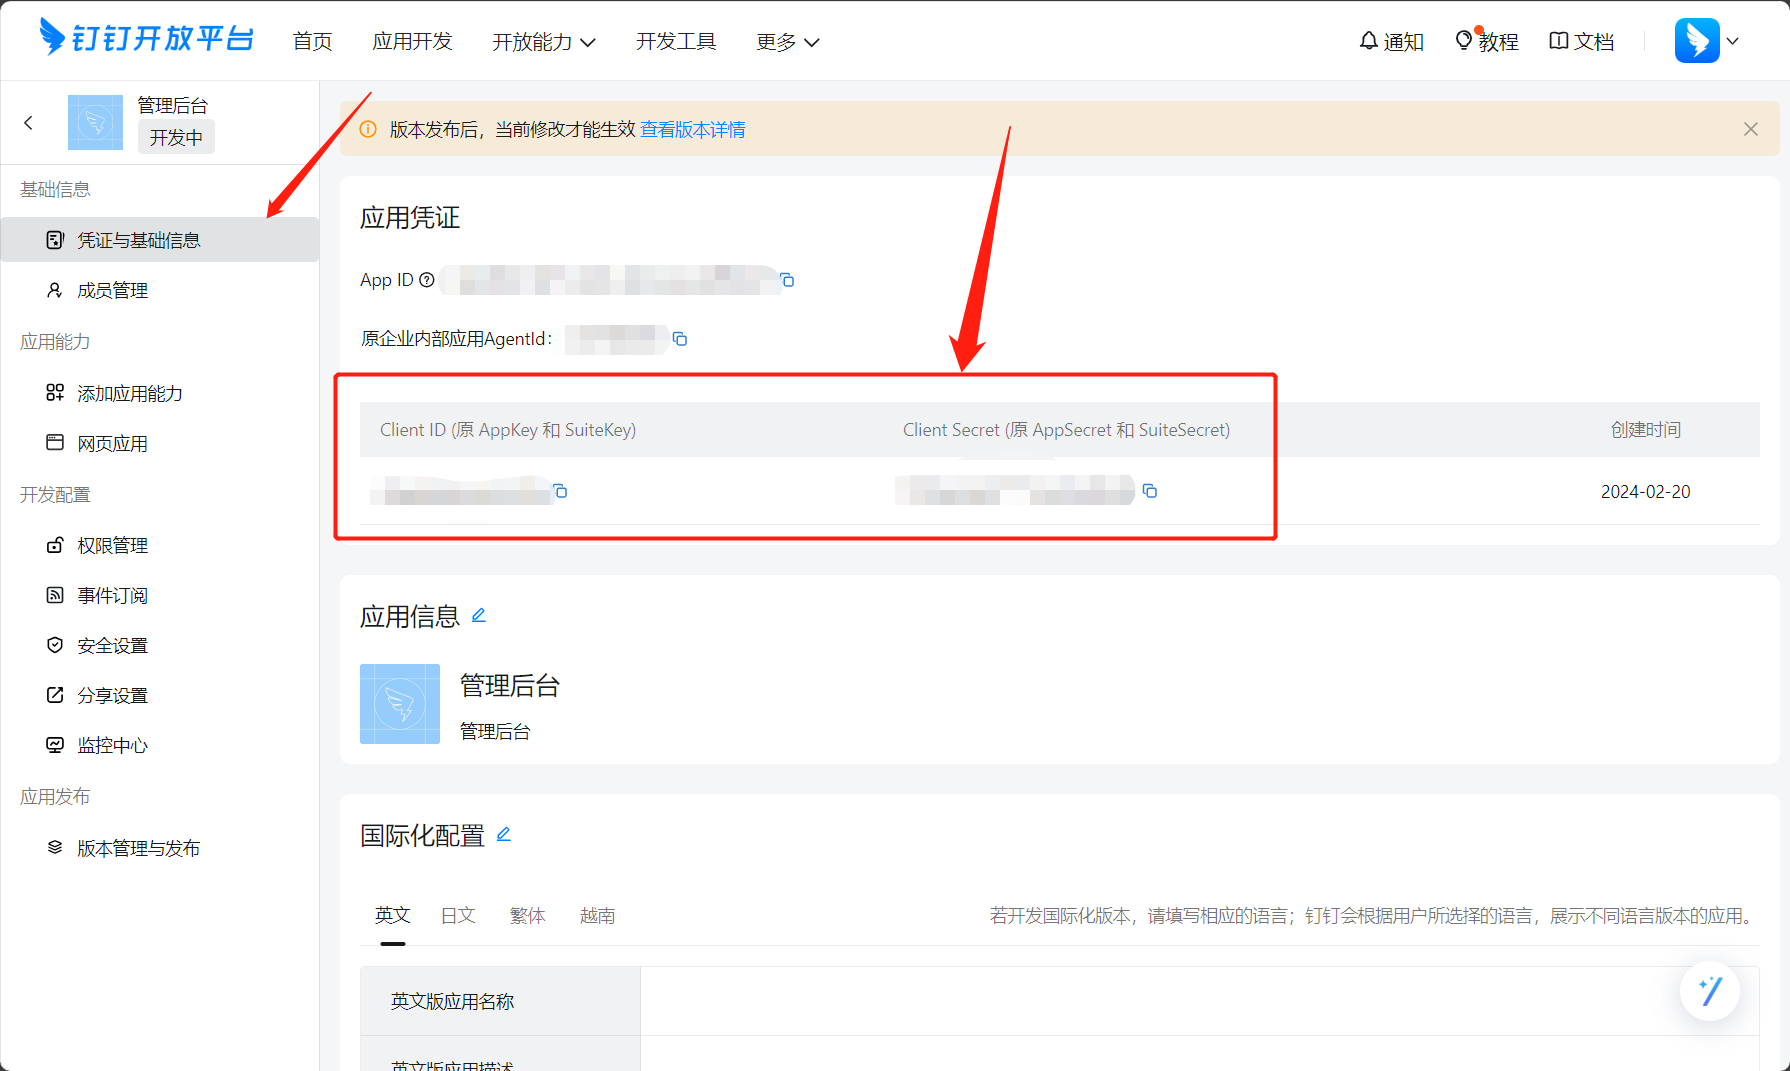 钉钉开放平台
首页
应用开发
开放能力
开发工具
更多
通知
教程
文档
管理后台
开发中
基础信息
凭证与基础信息
成员管理
应用能力
添加应用能力
网页应用
开发配置
权限管理
事件订阅
安全设置
分享设置
监控中心
应用发布
版本管理与发布
版本发布后，当前修改才能生效 查看版本详情
应用凭证
App ID
原企业内部应用AgentId：
Client ID (原 AppKey 和 SuiteKey)
Client Secret (原 AppSecret 和 SuiteSecret)
创建时间
2024-02-20
应用信息
管理后台
管理后台
国际化配置
英文
日文
繁体
越南
若开发国际化版本，请填写相应的语言；钉钉会根据用户所选择的语言，展示不同语言版本的应用。
英文版应用名称
英文版应用描述